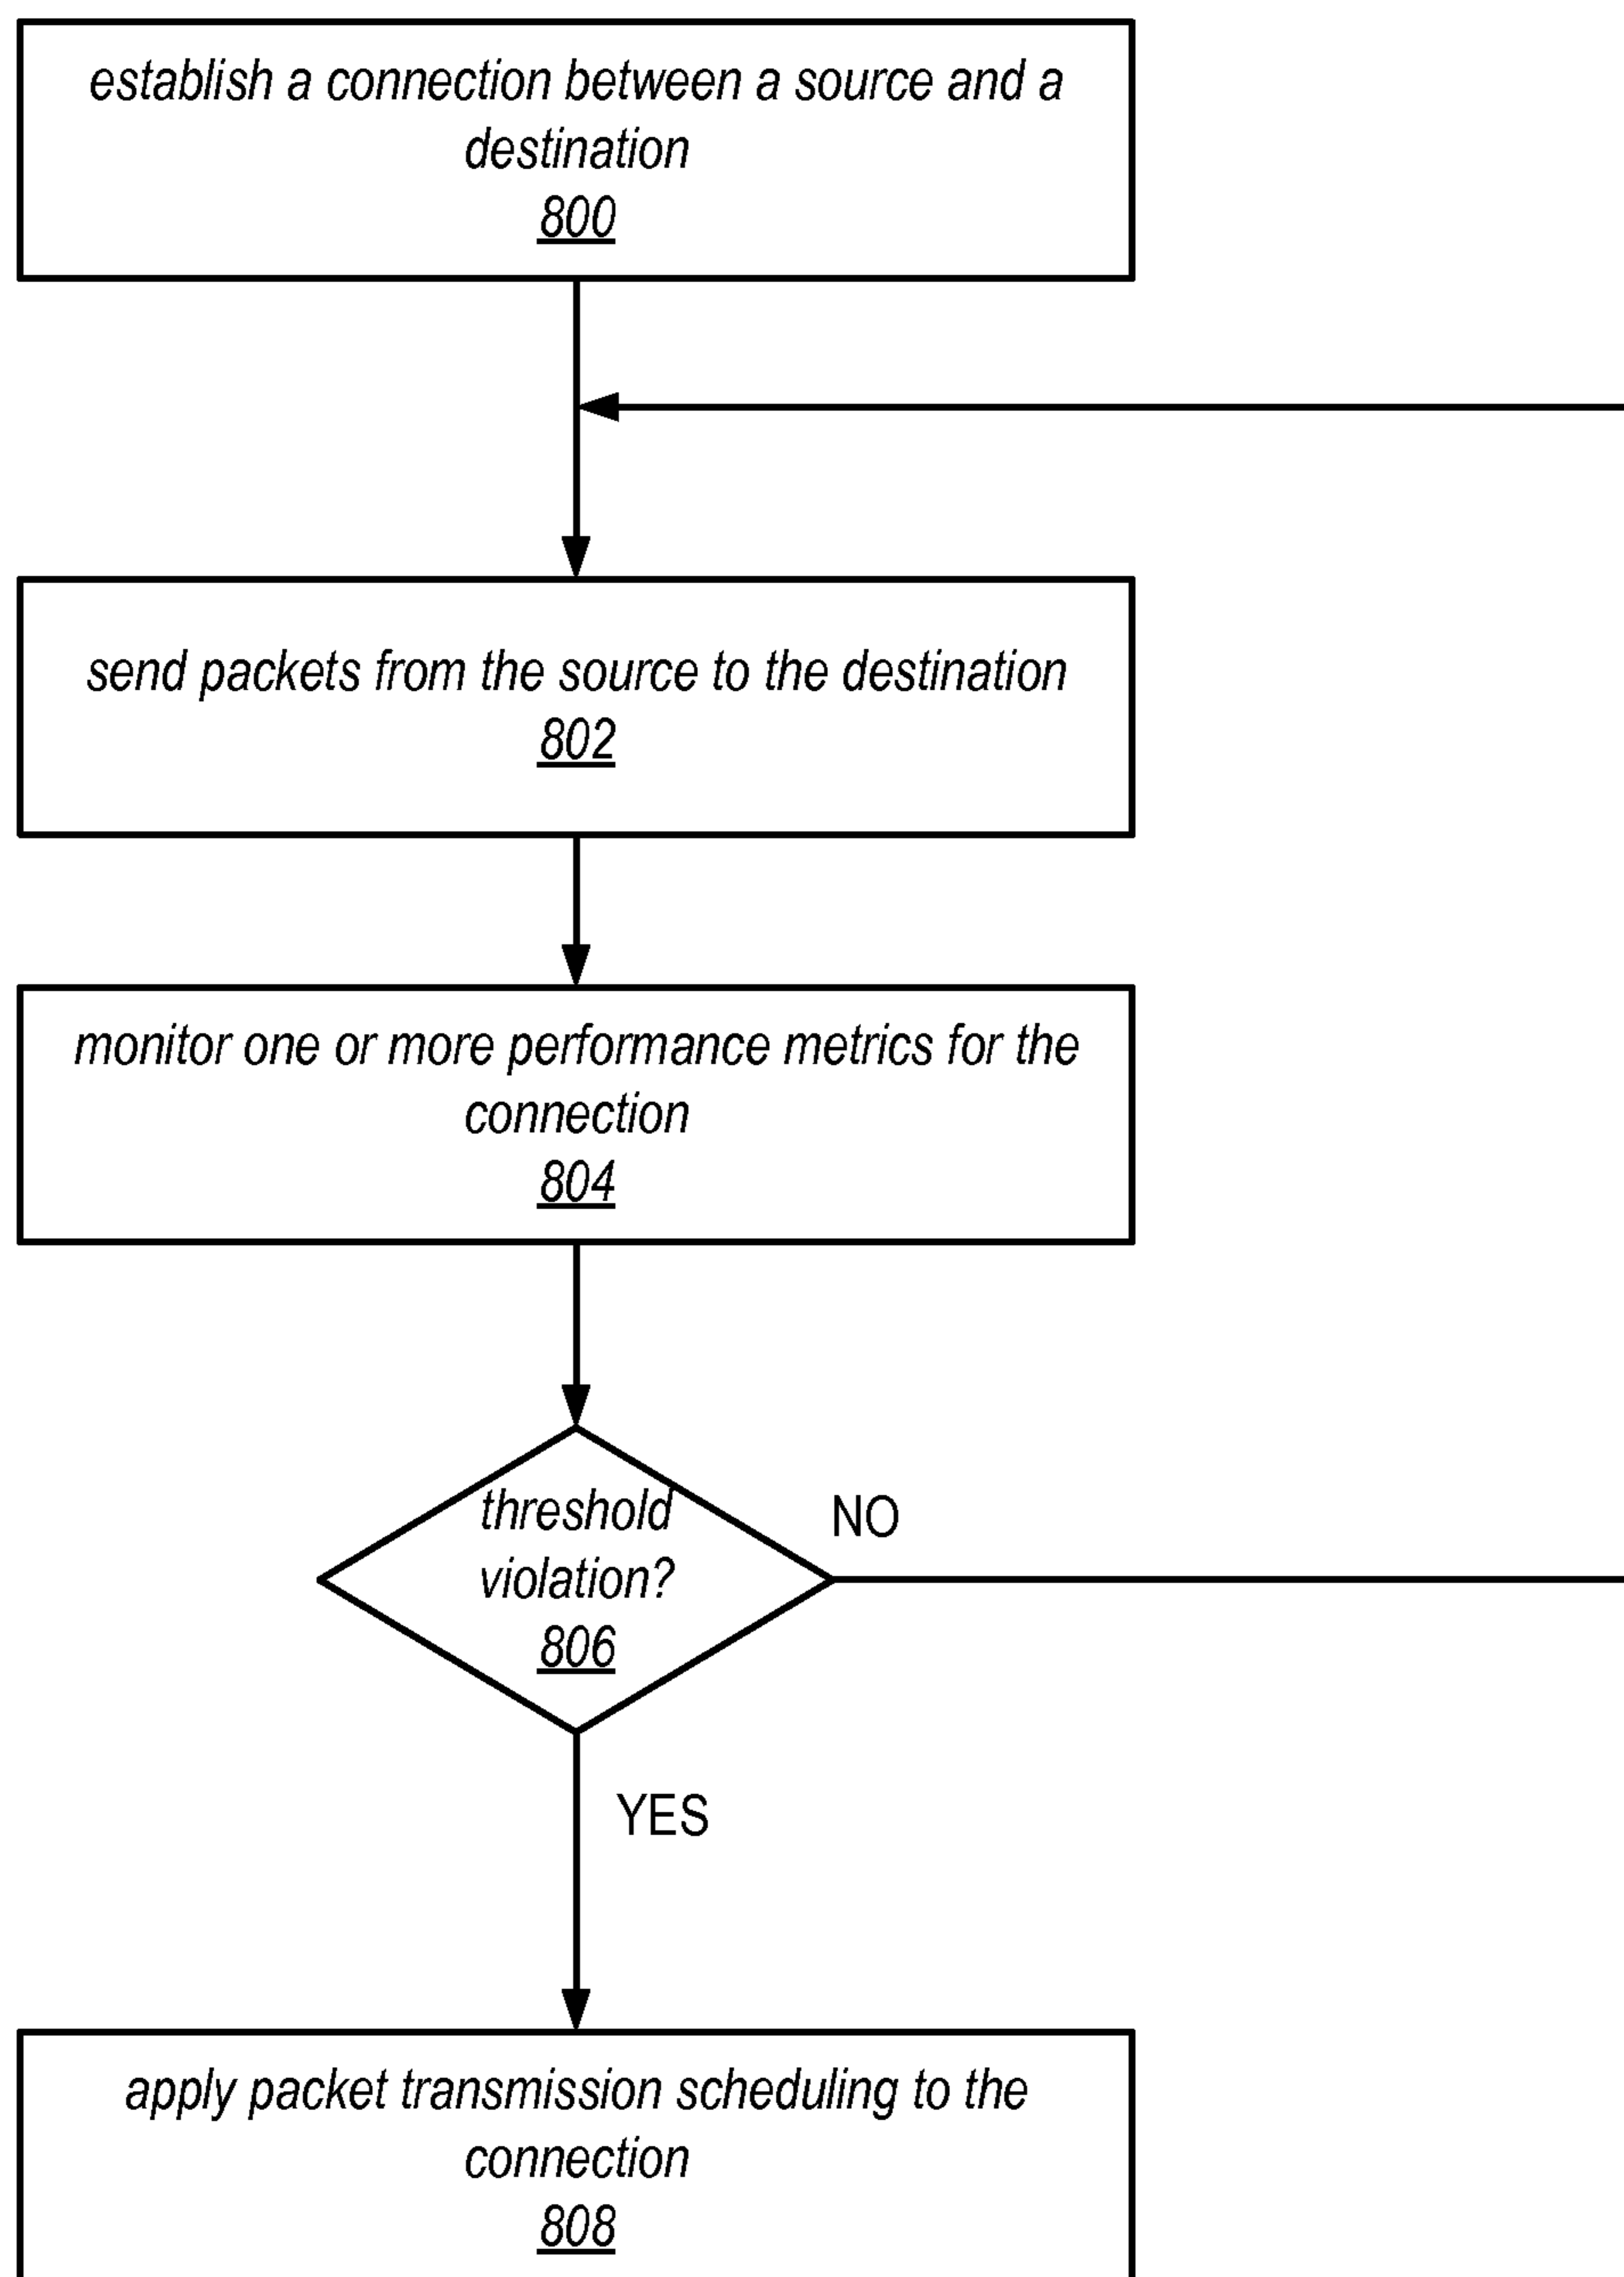 establish a connection between a source and a
destination
800
send packets from the source to the destination
802
monitor one or more performance metrics for the
connection
804
threshold
violation?
806
NO
YES
apply packet transmission scheduling to the
connection
808